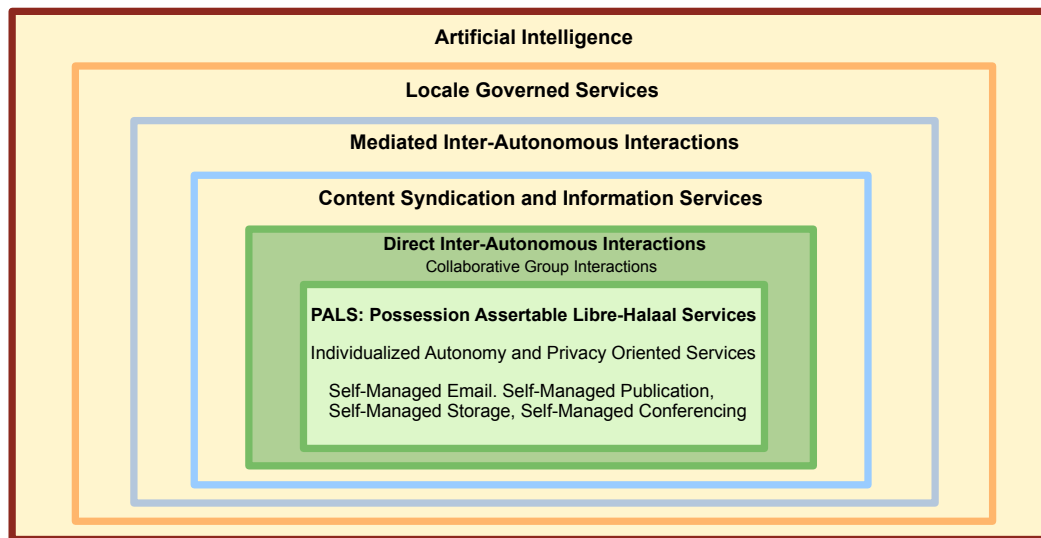 Artificial Intelligence
Locale Governed Services
Mediated Inter-Autonomous Interactions
Content Syndication and Information Services
Direct Inter-Autonomous Interactions
Collaborative Group Interactions
PALS: Possession Assertable Libre-Halaal Services
Individualized Autonomy and Privacy Oriented Services
Self-Managed Email. Self-Managed Publication,
Self-Managed Storage, Self-Managed Conferencing